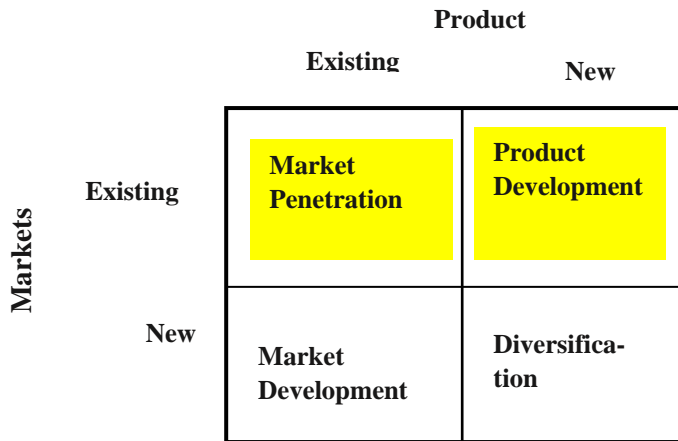 Product
Existing
New
Market
Penetration
Product
Development
Existing
Markets
New
Market
Development
Diversifica-
tion